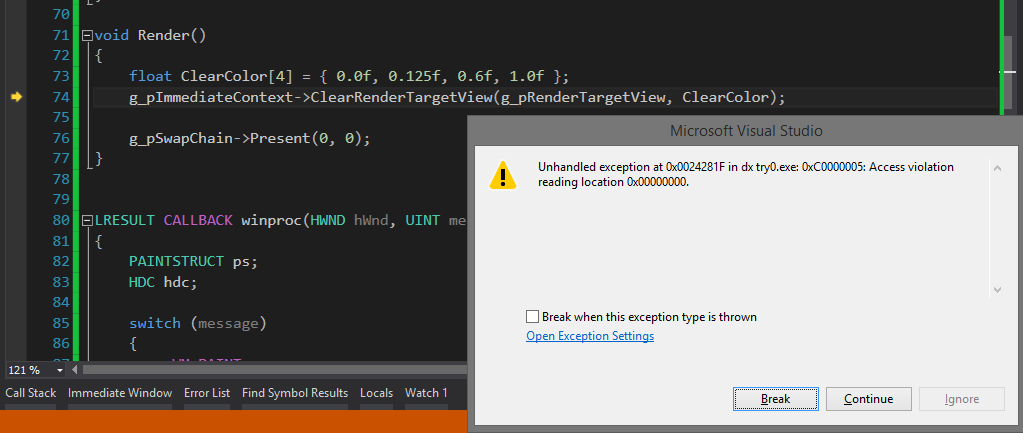 70
71 void Render()
72 {
73 float ClearColor[4] = { 0.0f, 0.125f, 0.6f, 1.0f };
74 g_pImmediateContext->ClearRenderTargetView(g_pRenderTargetView, ClearColor);
75
76 g_pSwapChain->Present(0, 0);
77 }
78
79
80 LRESULT CALLBACK winproc(HWND hWnd, UINT me
81 {
82 PAINTSTRUCT ps;
83 HDC hdc;
84
85 switch (message)
86 {
121 %
Call Stack Immediate Window Error List Find Symbol Results Locals Watch 1
Microsoft Visual Studio
Unhandled exception at 0x0024281F in dx try0.exe: 0xC0000005: Access violation
reading location 0x00000000.
Break when this exception type is thrown
Open Exception Settings
Break Continue Ignore